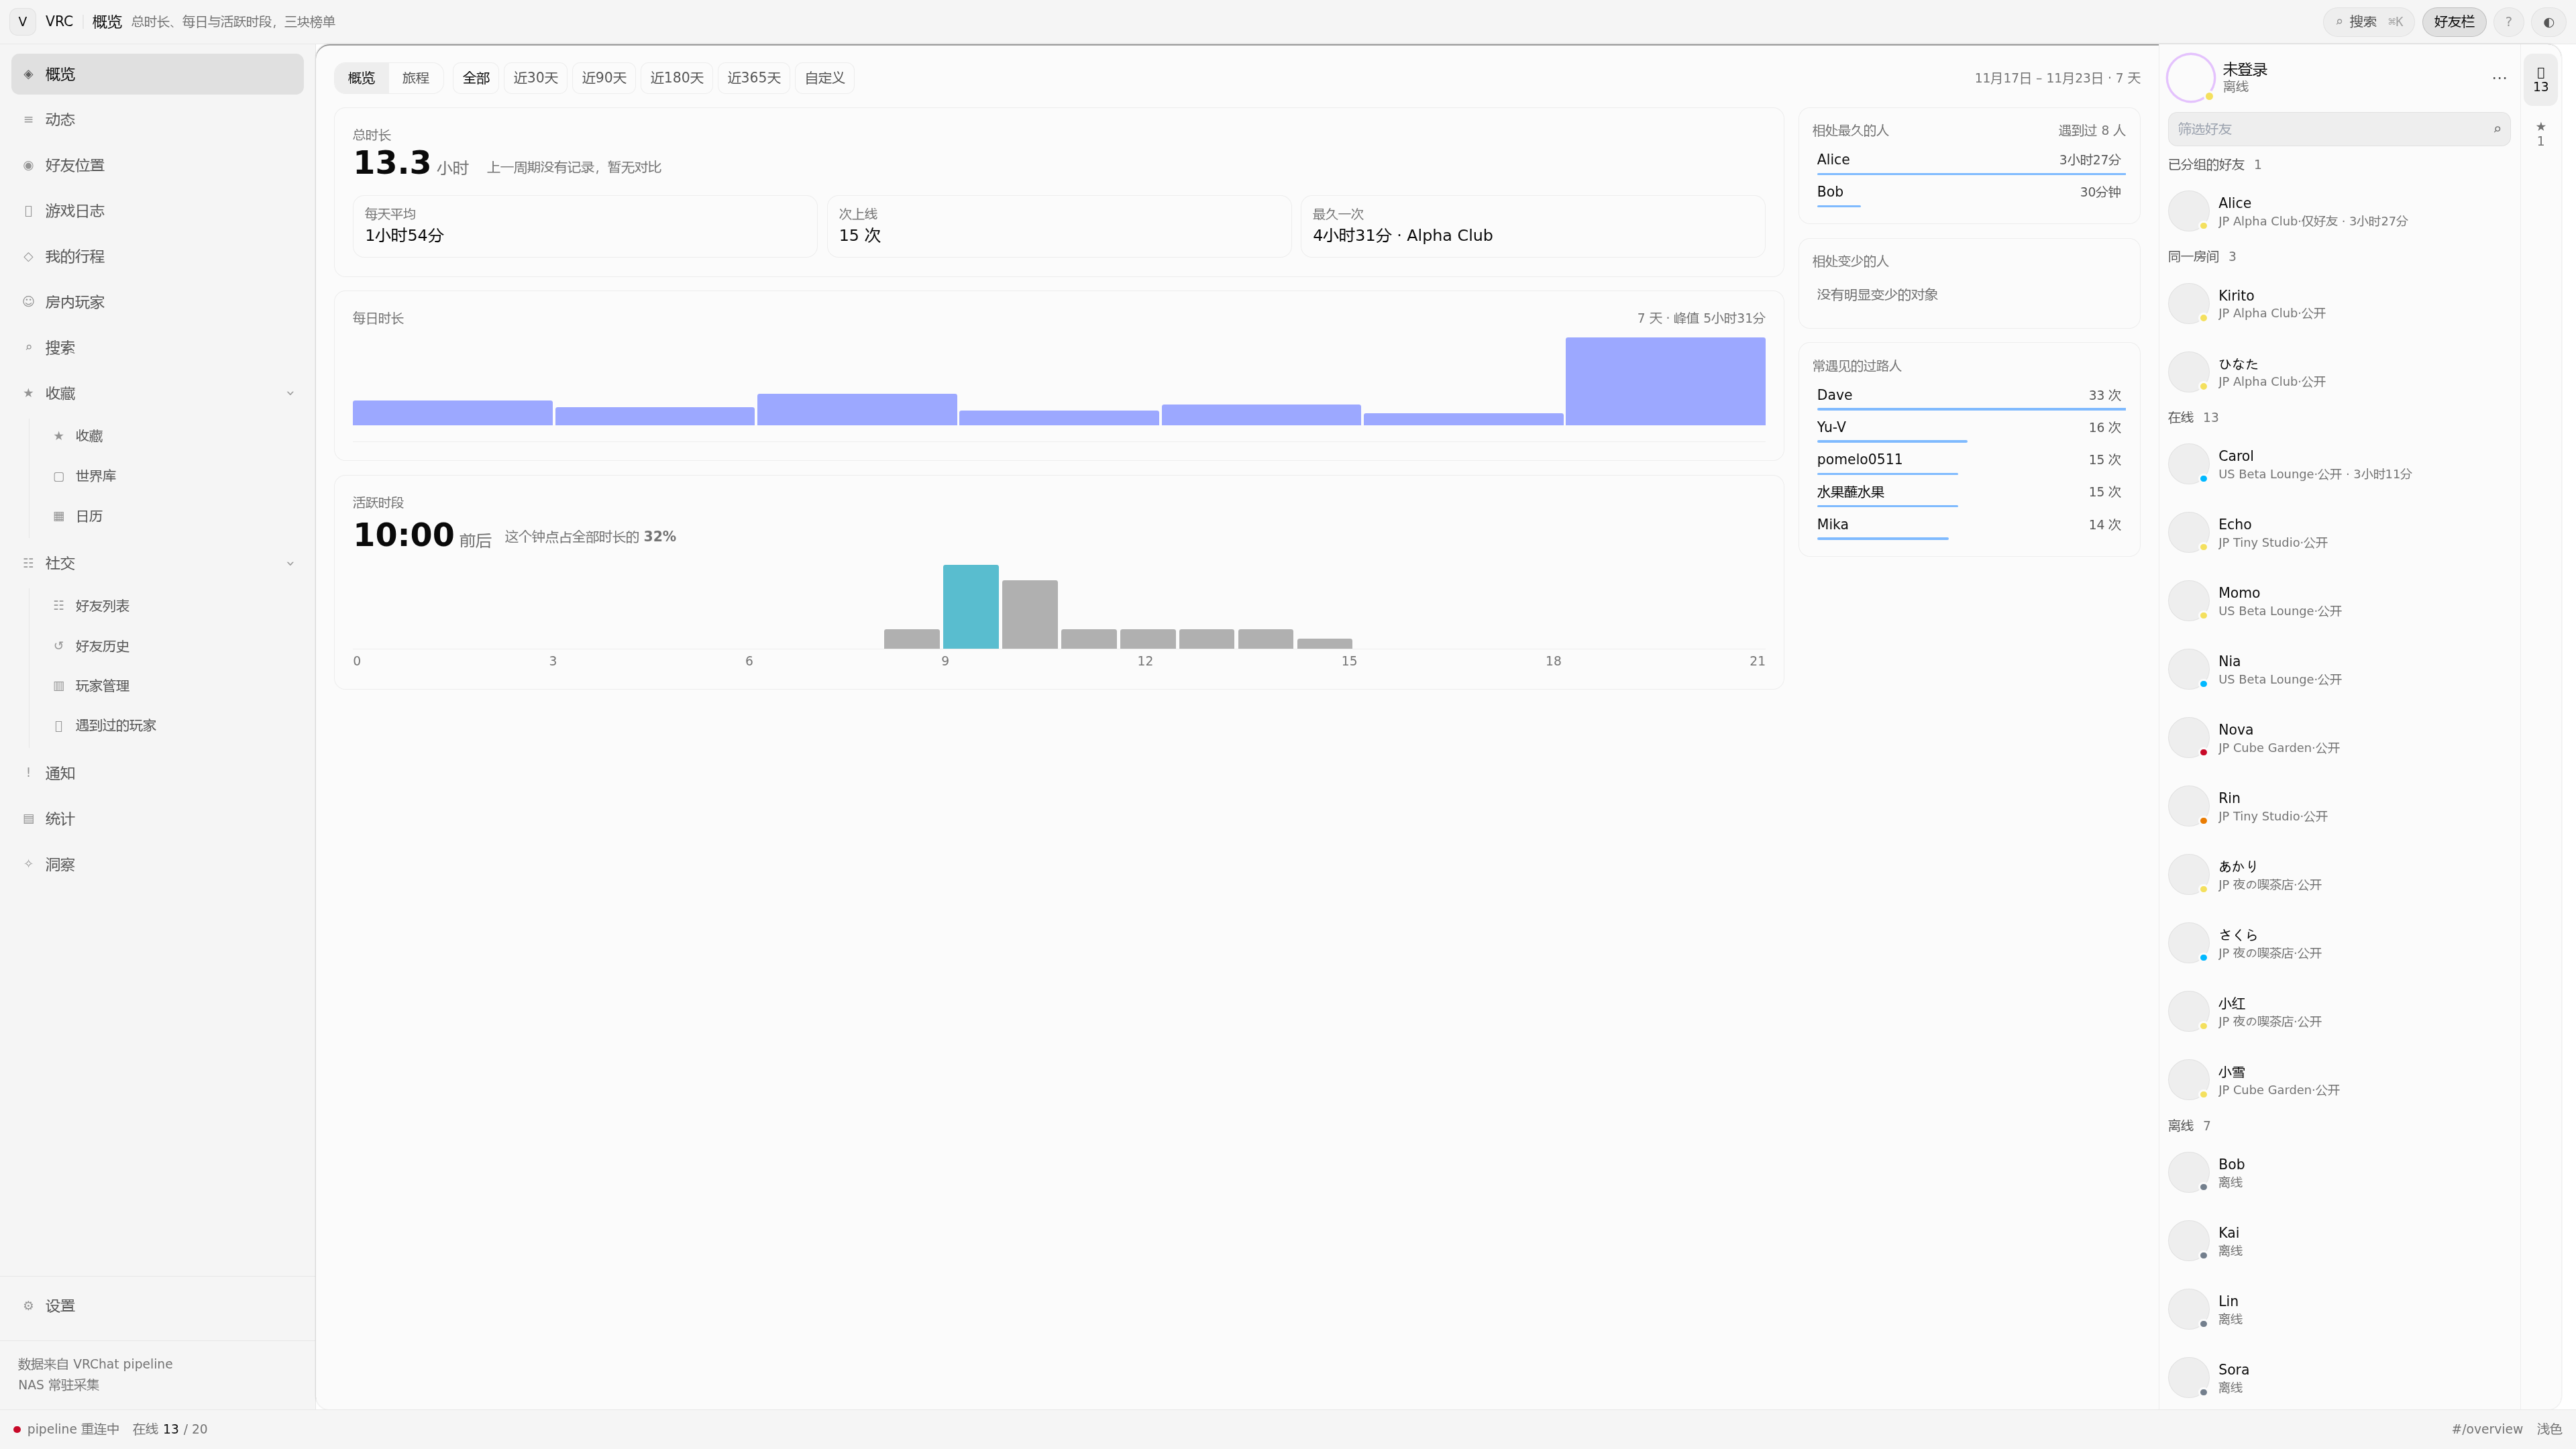 V VRC 概览 总时长、每日与活跃时段，三块榜单
搜索 ⌘K 好友栏 ?
概览
动态
好友位置
游戏日志
我的行程
房内玩家
搜索
收藏
收藏
世界库
日历
社交
好友列表
好友历史
玩家管理
遇到过的玩家
通知
统计
洞察
设置
数据来自 VRChat pipeline
NAS 常驻采集
概览 旅程 全部 近30天 近90天 近180天 近365天 自定义
11月17日 – 11月23日 · 7 天
总时长
13.3 小时 上一周期没有记录，暂无对比
每天平均
1小时54分
次上线
15 次
最久一次
4小时31分 · Alpha Club
每日时长
7 天 · 峰值 5小时31分
活跃时段
10:00 前后 这个钟点占全部时长的 32%
0 3 6 9 12 15 18 21
相处最久的人 遇到过 8 人
Alice 3小时27分
Bob 30分钟
相处变少的人
没有明显变少的对象
常遇见的过路人
Dave 33 次
Yu-V 16 次
pomelo0511 15 次
水果蘸水果 15 次
Mika 14 次
未登录
离线
…
筛选好友
已分组的好友 1
Alice
JP Alpha Club·仅好友 · 3小时27分
同一房间 3
Kirito
JP Alpha Club·公开
ひなた
JP Alpha Club·公开
在线 13
Carol
US Beta Lounge·公开 · 3小时11分
Echo
JP Tiny Studio·公开
Momo
US Beta Lounge·公开
Nia
US Beta Lounge·公开
Nova
JP Cube Garden·公开
Rin
JP Tiny Studio·公开
あかり
JP 夜の喫茶店·公开
さくら
JP 夜の喫茶店·公开
小红
JP 夜の喫茶店·公开
小雪
JP Cube Garden·公开
离线 7
Bob
离线
Kai
离线
Lin
离线
Sora
离线
13
★
1
pipeline 重连中 在线 13 / 20
#/overview 浅色